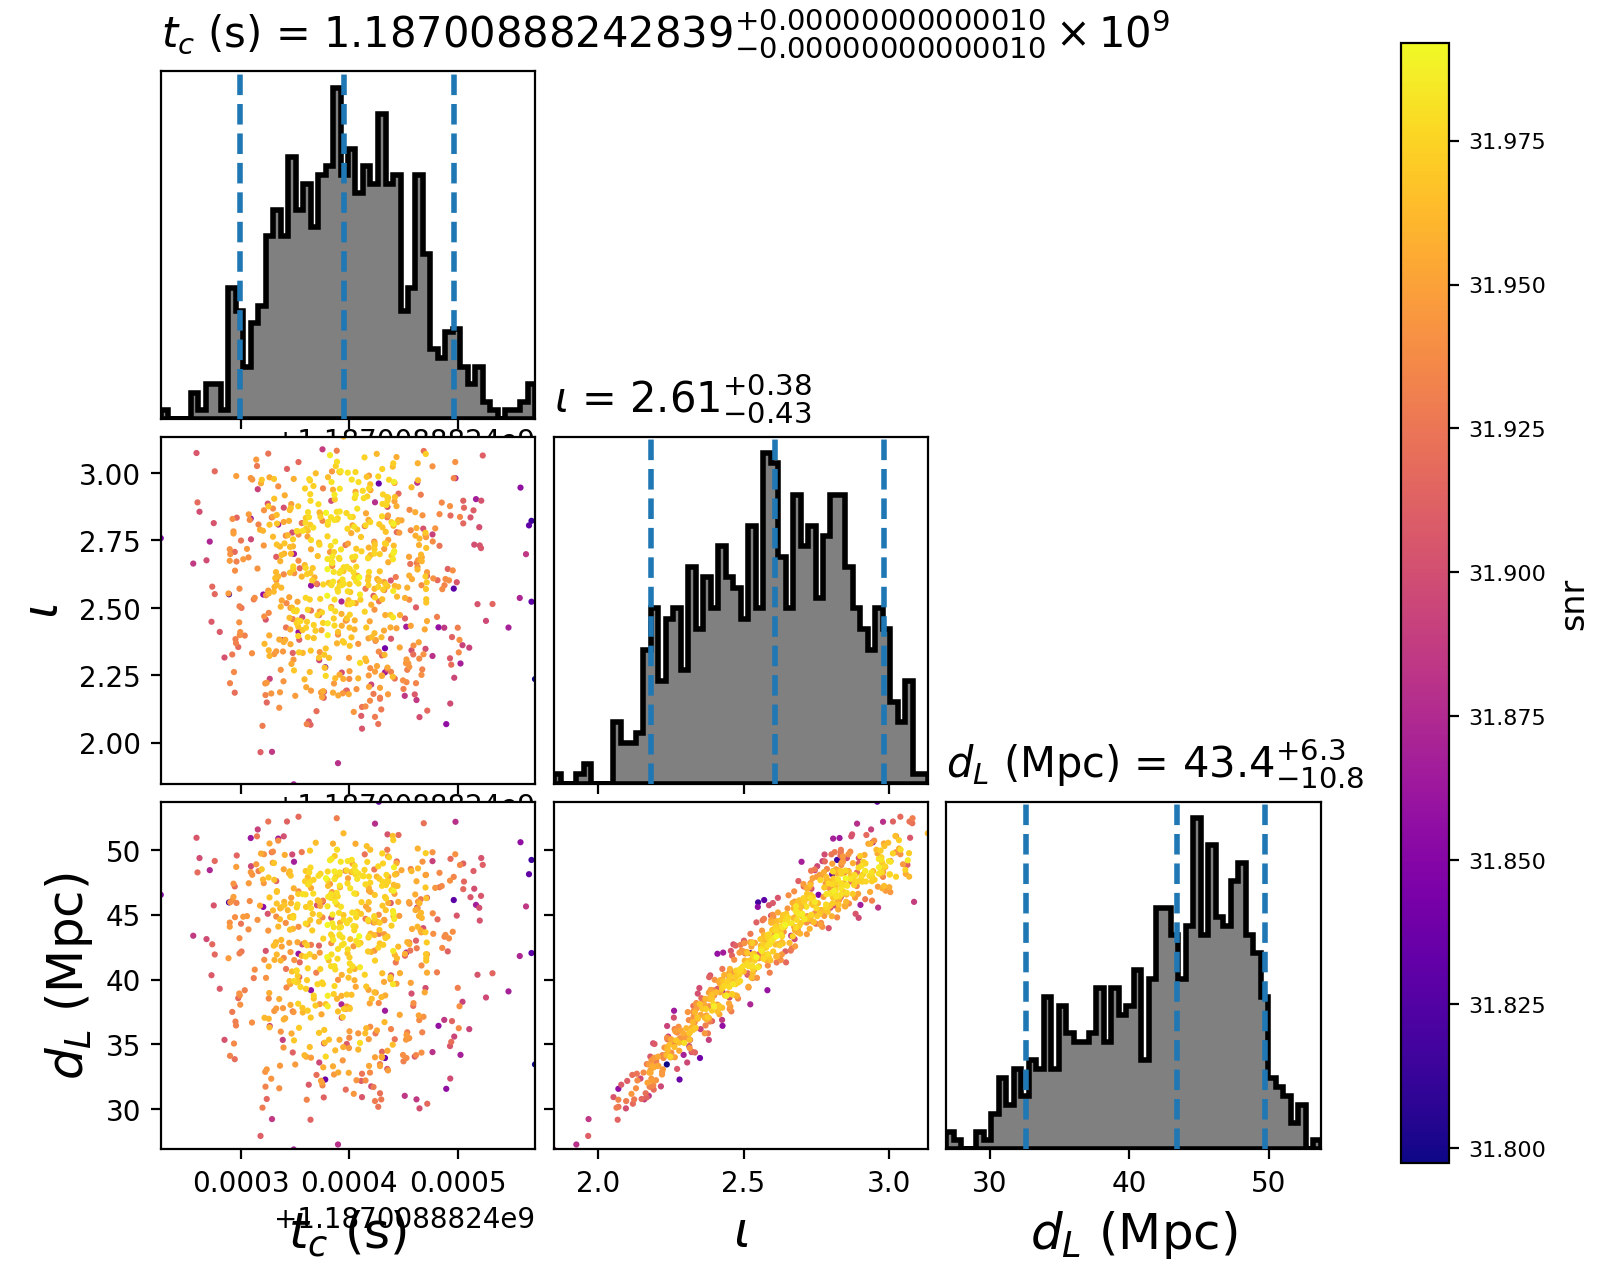 t_c (s) = 1.18700888242839^{+0.00000000000010}_{−0.00000000000010} × 10^9
+1.1870088824e9
ι = 2.61^{+0.38}_{−0.43}
3.00
2.75
2.50
2.25
2.00
ι
+1.1870088824e9
d_L (Mpc) = 43.4^{+6.3}_{−10.8}
50
45
40
35
30
d_L (Mpc)
0.0003 0.0004 0.0005
+1.1870088824e9
t_c (s)
2.0 2.5 3.0
ι
30 40 50
d_L (Mpc)
31.975
31.950
31.925
31.900
31.875
31.850
31.825
31.800
snr